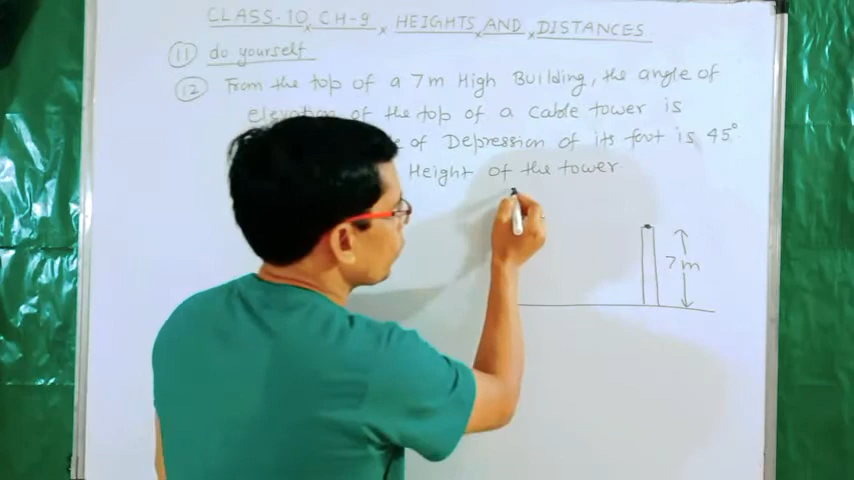 CLASS-10 CH-9 HEIGHTS AND DISTANCES
11 do yourself
12 From the top of a 7m High Building, the angle of
elevation of the top of a cable tower is
of Depression of its foot is 45°
Height of the tower.
7m